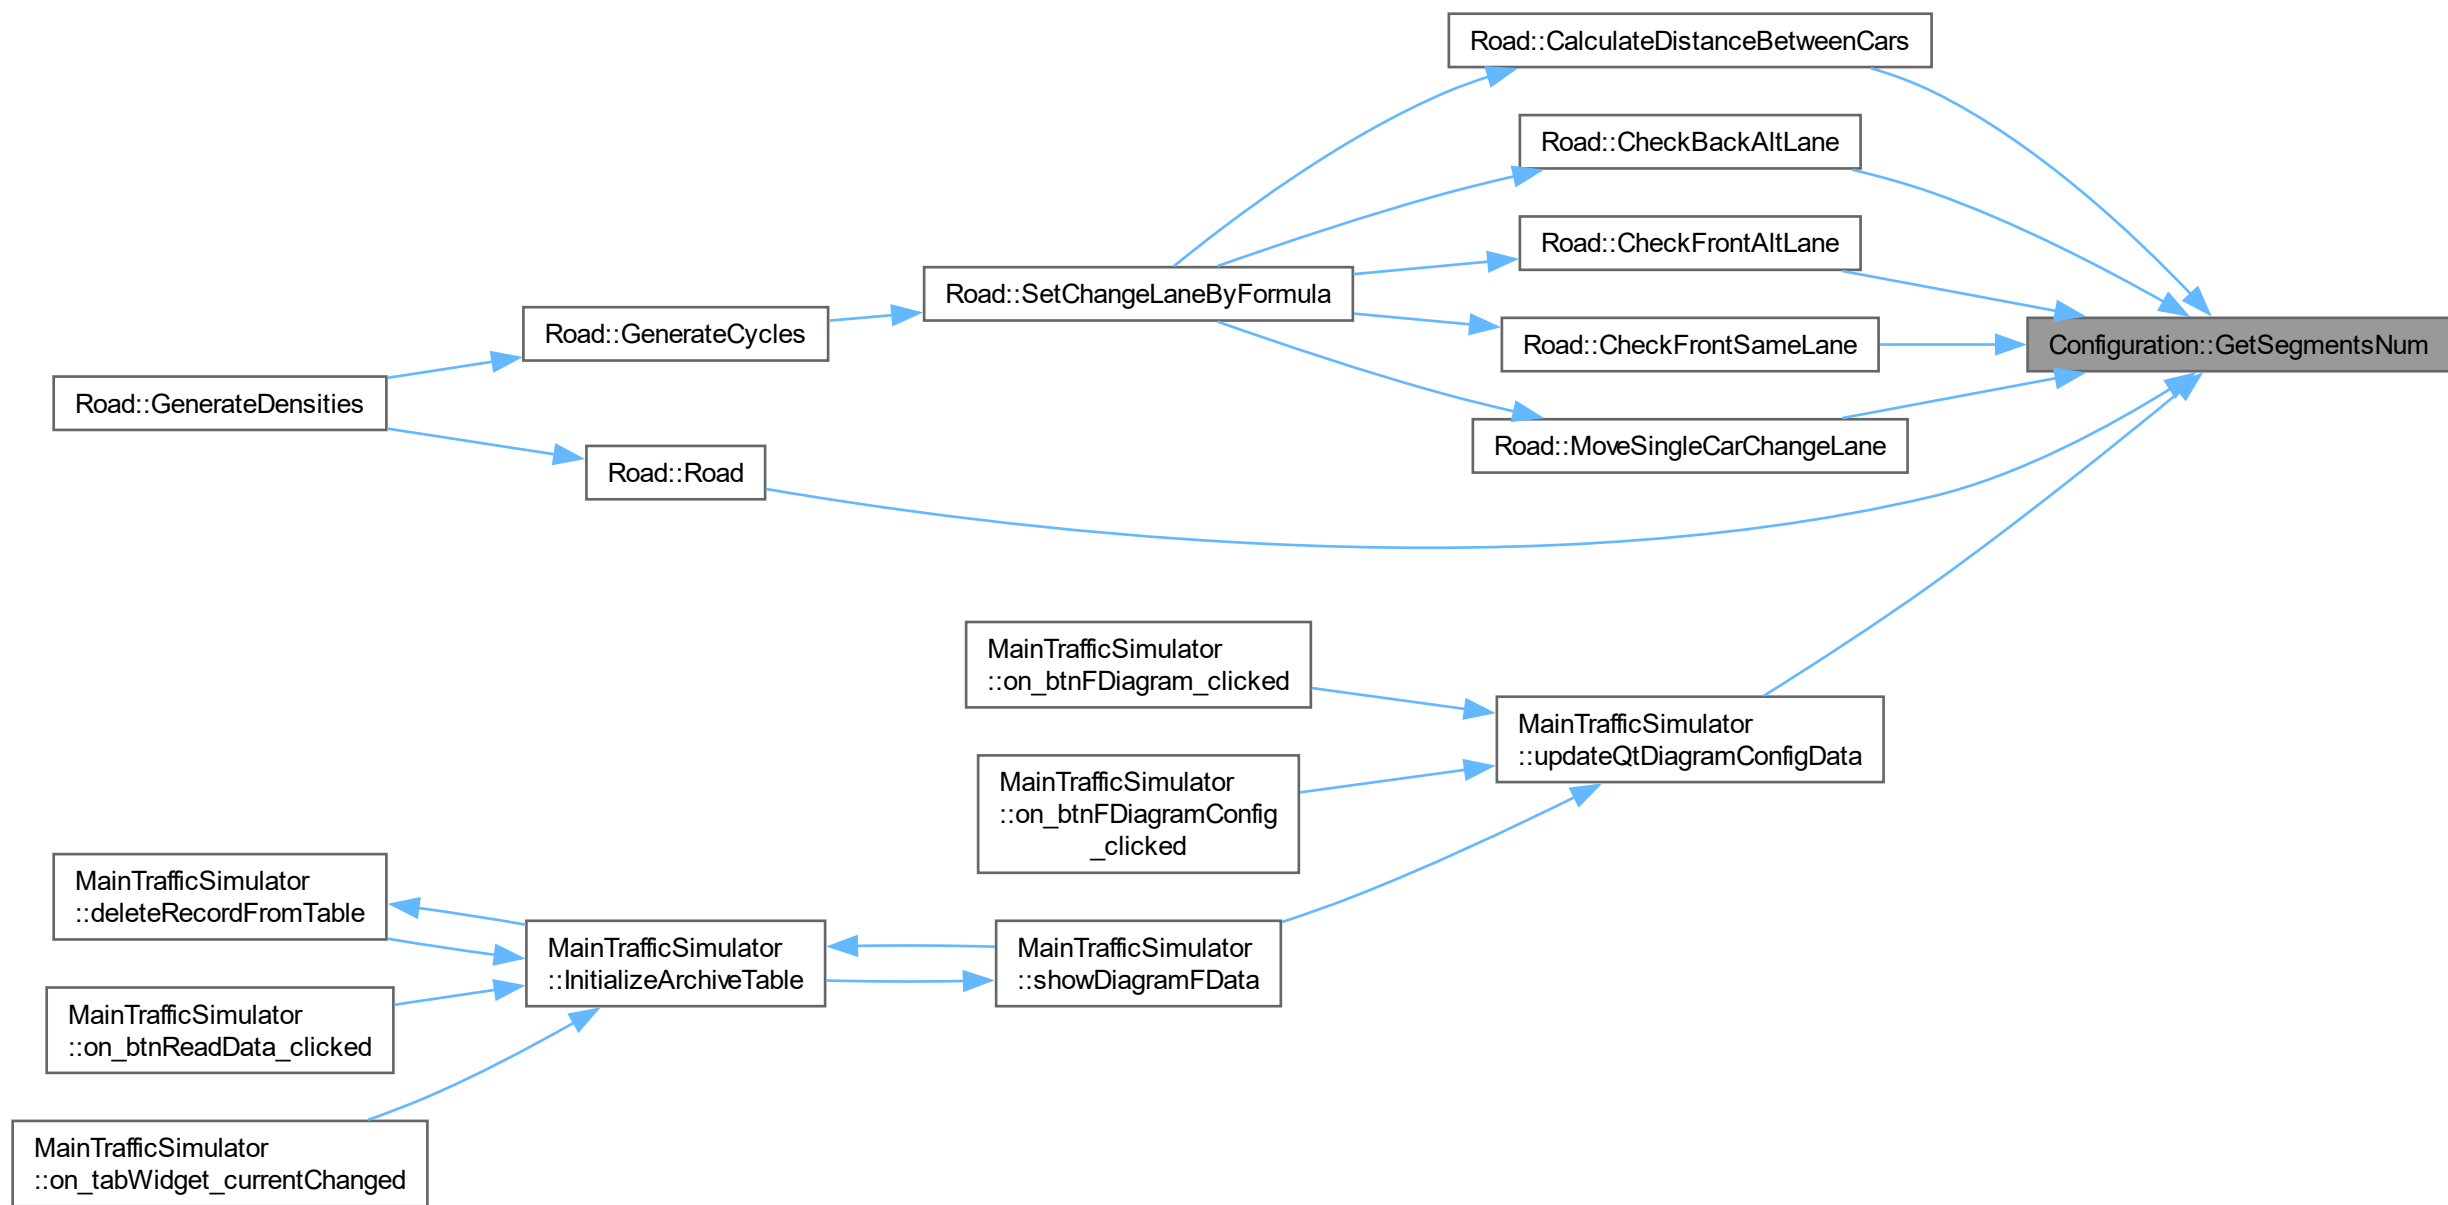 Road::CalculateDistanceBetweenCars
Road::CheckBackAltLane
Road::CheckFrontAltLane
Road::SetChangeLaneByFormula
Road::GenerateCycles
Road::CheckFrontSameLane
Configuration::GetSegmentsNum
Road::GenerateDensities
Road::MoveSingleCarChangeLane
Road::Road
MainTrafficSimulator
::on_btnFDiagram_clicked
MainTrafficSimulator
::updateQtDiagramConfigData
MainTrafficSimulator
::on_btnFDiagramConfig
_clicked
MainTrafficSimulator
::deleteRecordFromTable
MainTrafficSimulator
::InitializeArchiveTable
MainTrafficSimulator
::showDiagramFData
MainTrafficSimulator
::on_btnReadData_clicked
MainTrafficSimulator
::on_tabWidget_currentChanged